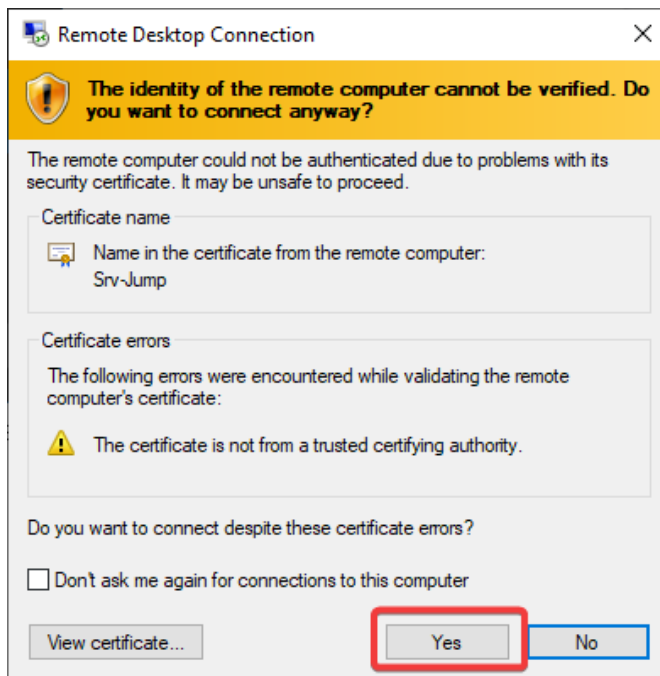 Remote Desktop Connection
The identity of the remote computer cannot be verified. Do
you want to connect anyway?
The remote computer could not be authenticated due to problems with its
security certificate. It may be unsafe to proceed.
Certificate name
Name in the certificate from the remote computer:
Srv-Jump
Certificate errors
The following errors were encountered while validating the remote
computer's certificate:
The certificate is not from a trusted certifying authority.
Do you want to connect despite these certificate errors?
Don't ask me again for connections to this computer
View certificate... Yes No